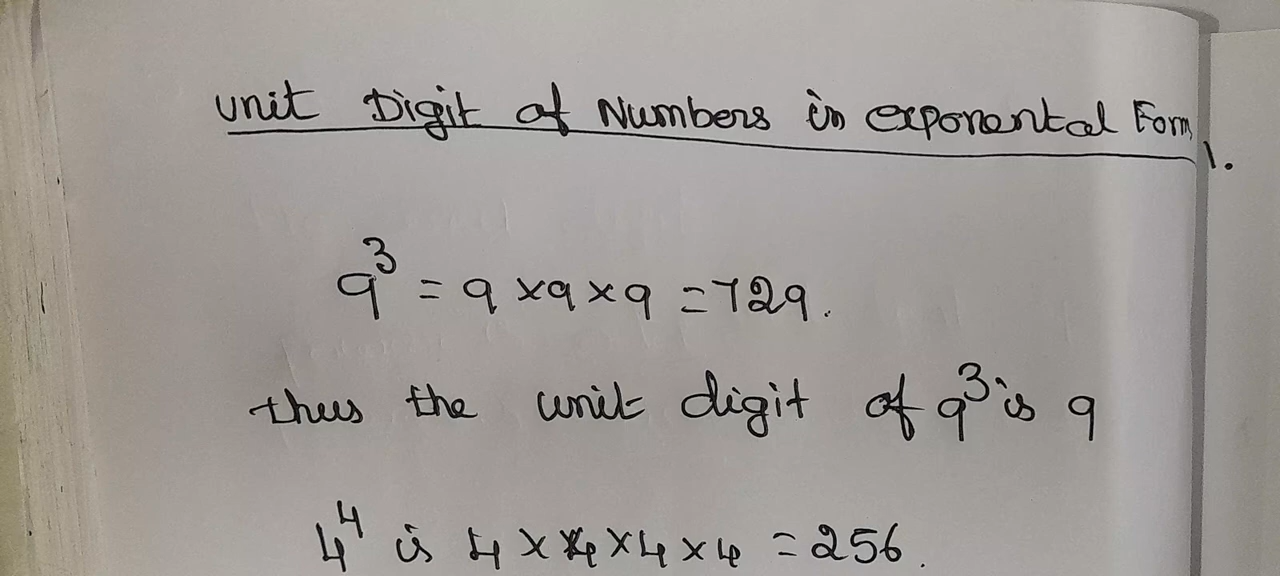 unit Digit of Numbers in exponental Form
1.
9³ = 9 × 9 × 9 = 729.
thus the unit digit of 9³ is 9
4⁴ is 4 × 4 × 4 × 4 = 256.